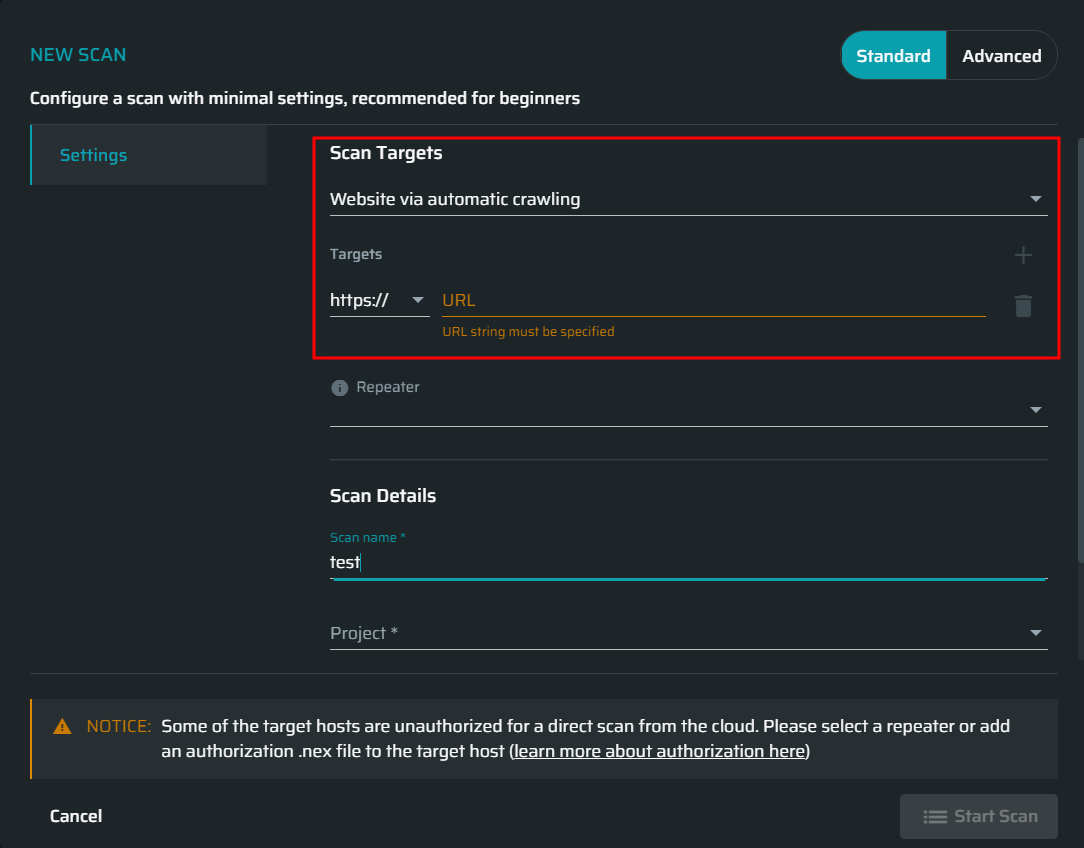 NEW SCAN
Standard
Advanced
Configure a scan with minimal settings, recommended for beginners
Settings
Scan Targets
Website via automatic crawling
Targets
https://
URL
URL string must be specified
Repeater
Scan Details
Scan name *
test
Project *
NOTICE: Some of the target hosts are unauthorized for a direct scan from the cloud. Please select a repeater or add
an authorization .nex file to the target host (learn more about authorization here)
Cancel
Start Scan